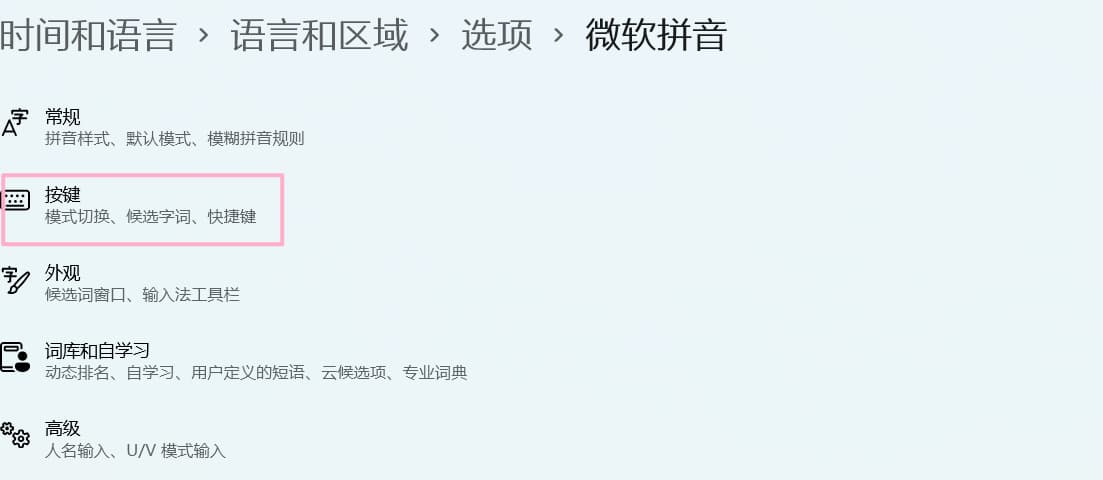 时间和语言 › 语言和区域 › 选项 › 微软拼音
常规
拼音样式、默认模式、模糊拼音规则
按键
模式切换、候选字词、快捷键
外观
候选词窗口、输入法工具栏
词库和自学习
动态排名、自学习、用户定义的短语、云候选项、专业词典
高级
人名输入、U/V 模式输入